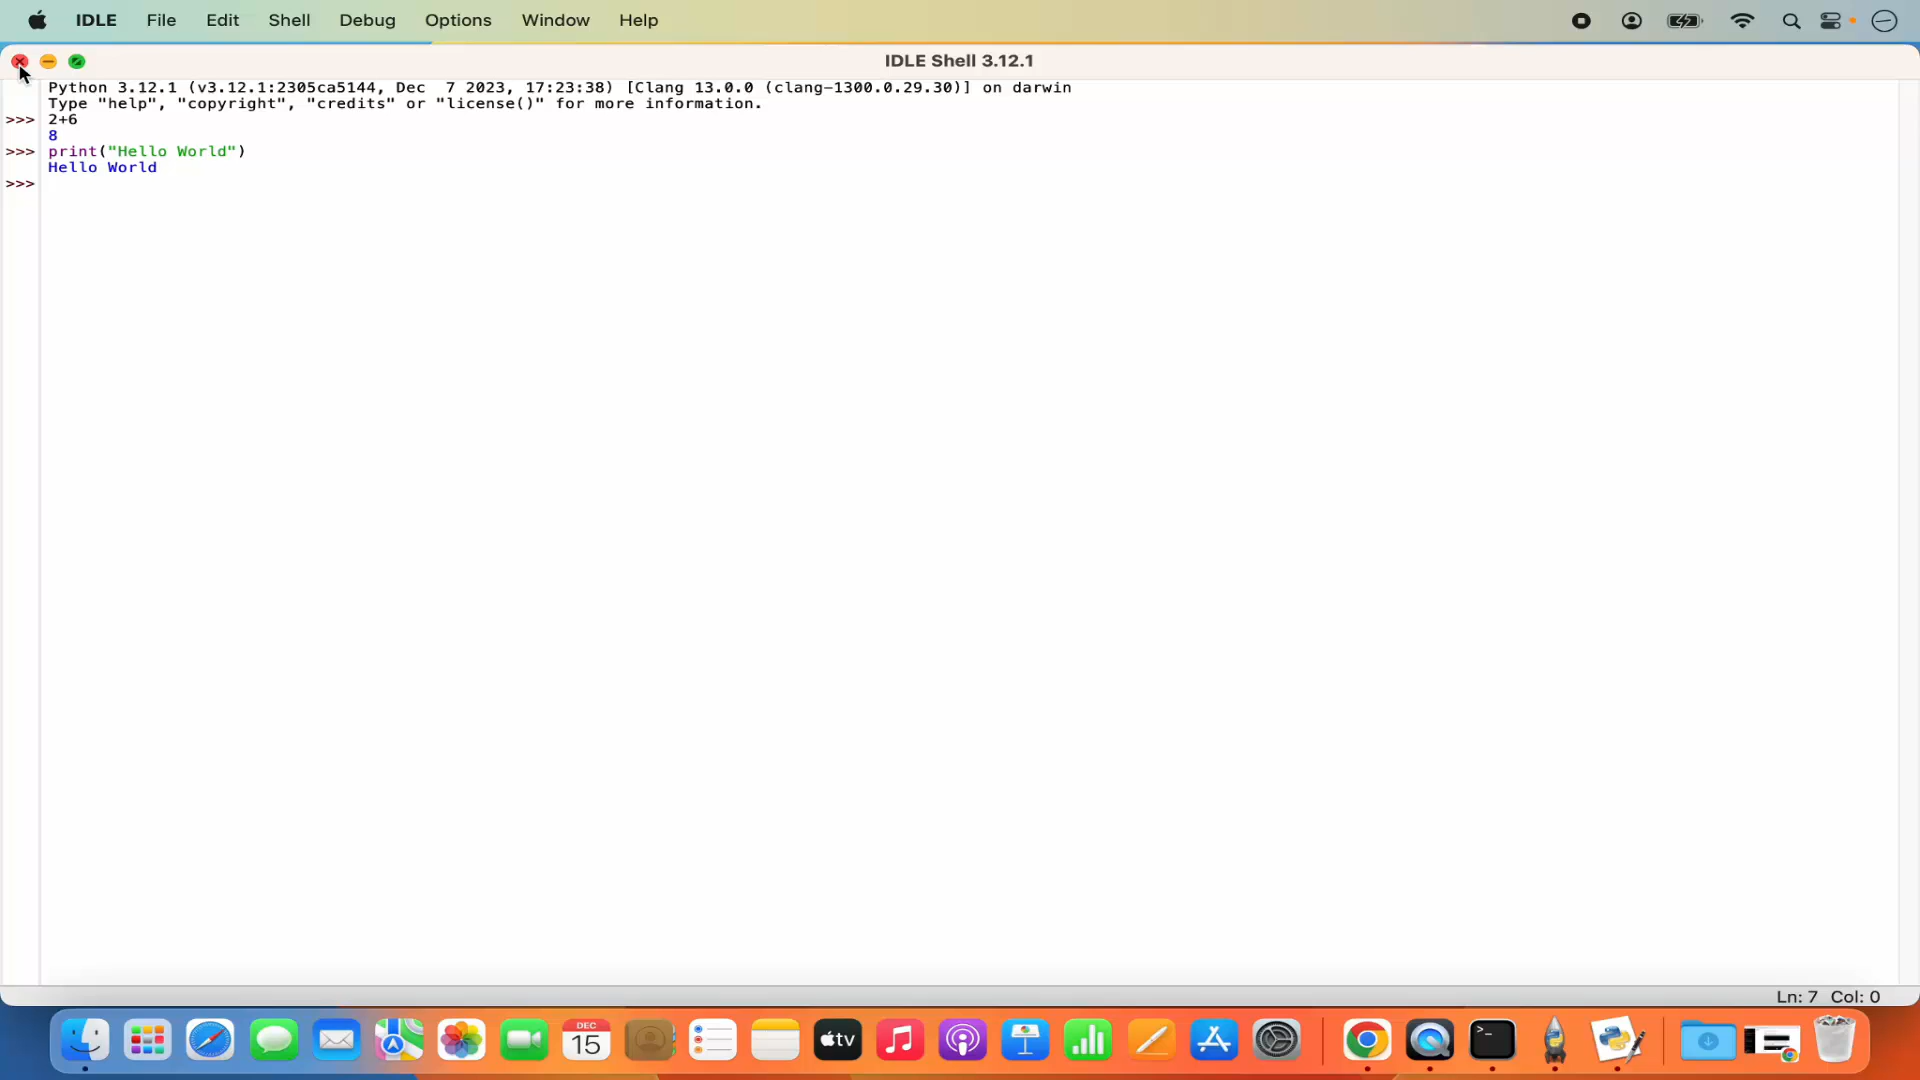 IDLE File Edit Shell Debug Options Window Help
IDLE Shell 3.12.1
Python 3.12.1 (v3.12.1:2305ca5144, Dec  7 2023, 17:23:38) [Clang 13.0.0 (clang-1300.0.29.30)] on darwin
Type "help", "copyright", "credits" or "license()" for more information.
>>> 2+6
8
>>> print("Hello World")
Hello World
>>>
Ln: 7 Col: 0
DEC
15
tv
>_